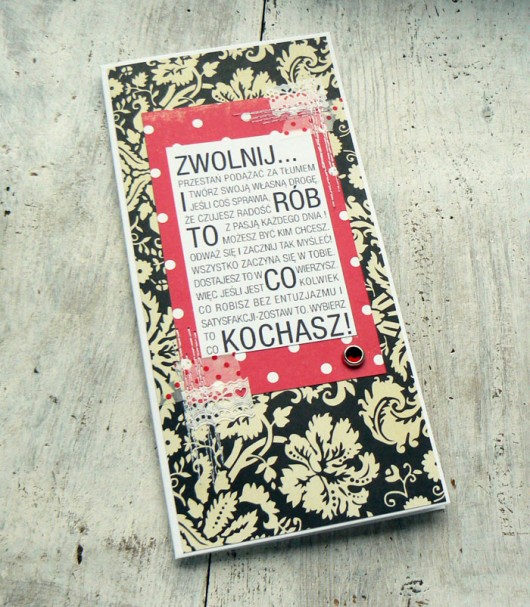 ZWOLNIJ...
PRZESTAŃ PODĄŻAĆ ZA TŁUMEM
I TWÓRZ SWOJĄ WŁASNĄ DROGĘ.
JEŚLI COŚ SPRAWIA, RÓB
ŻE CZUJESZ RADOŚĆ
TO Z PASJĄ KAŻDEGO DNIA !
MOŻESZ BYĆ KIM CHCESZ.
ODWAŻ SIĘ I ZACZNIJ TAK MYŚLEĆ!
WSZYSTKO ZACZYNA SIĘ W TOBIE.
DOSTAJESZ TO W CO WIERZYSZ.
WIĘC JEŚLI JEST KOLWIEK
CO ROBISZ BEZ ENTUZJAZMU I
SATYSFAKCJI-ZOSTAW TO. WYBIERZ
TO
CO KOCHASZ!